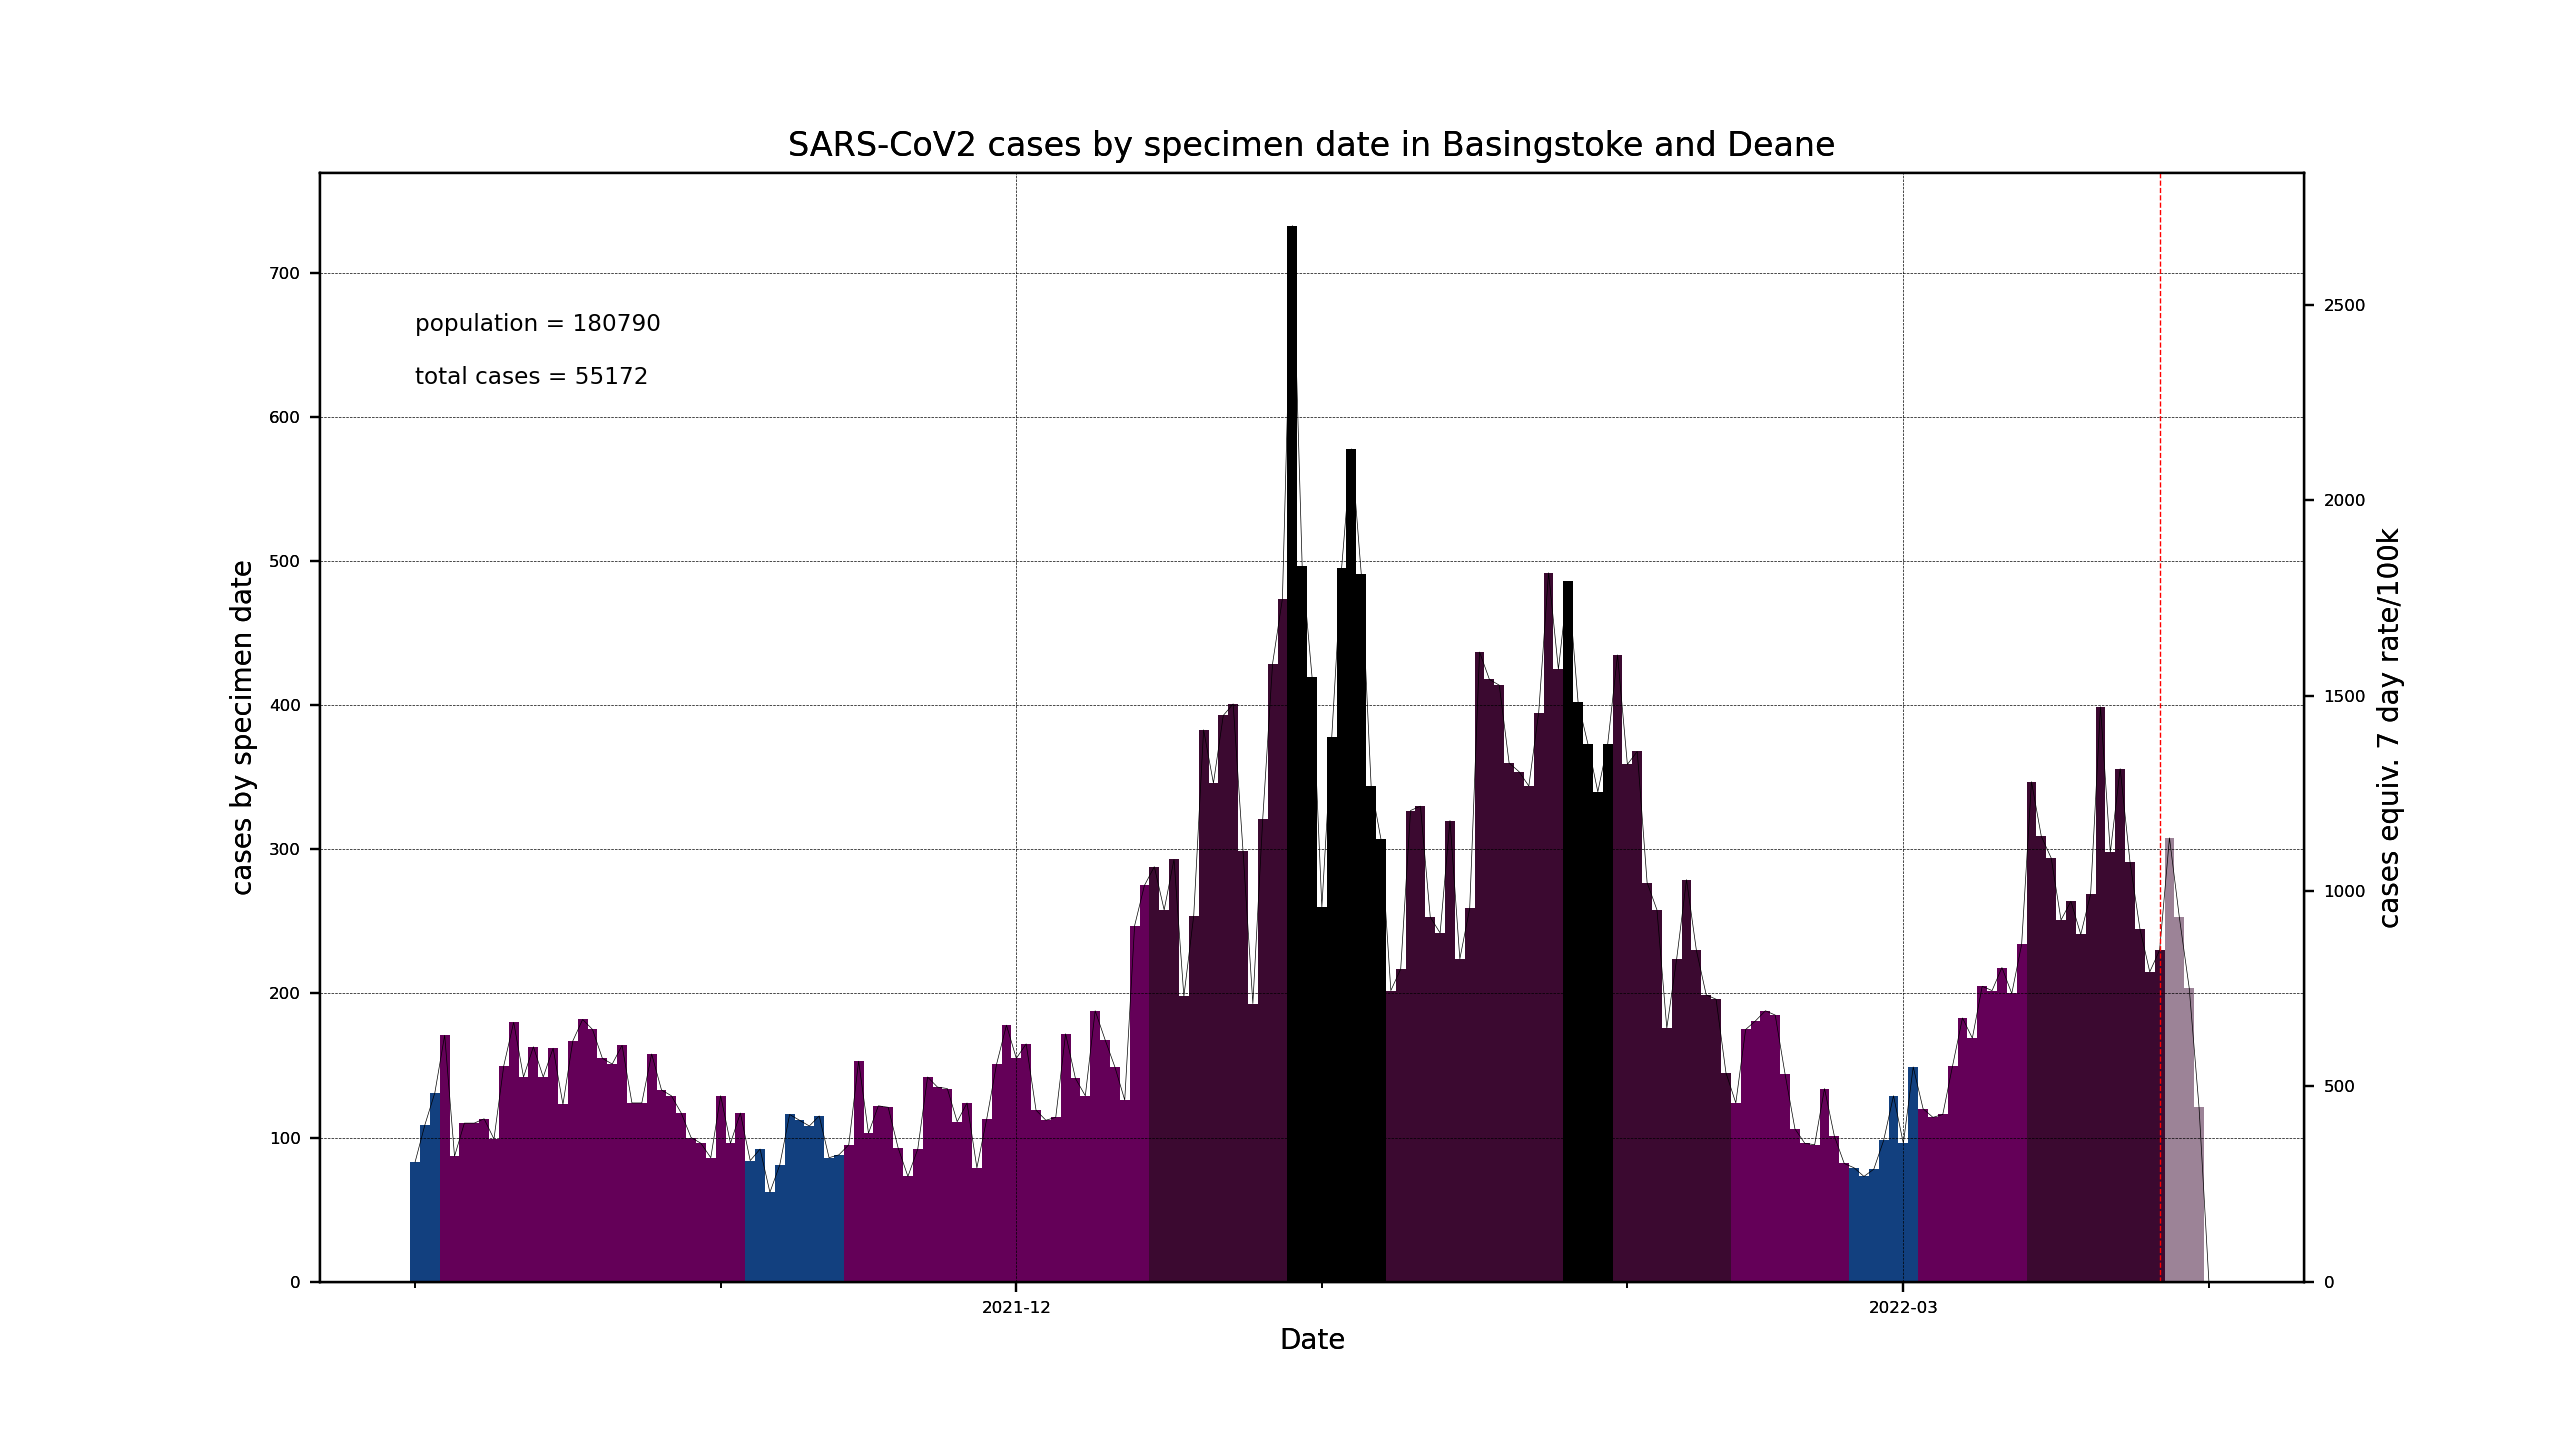 SARS-CoV2 cases by specimen date in Basingstoke and Deane
population = 180790
total cases = 55172
cases by specimen date
700
600
500
400
300
200
100
0
cases equiv. 7 day rate/100k
2500
2000
1500
1000
500
0
2021-12
2022-03
Date